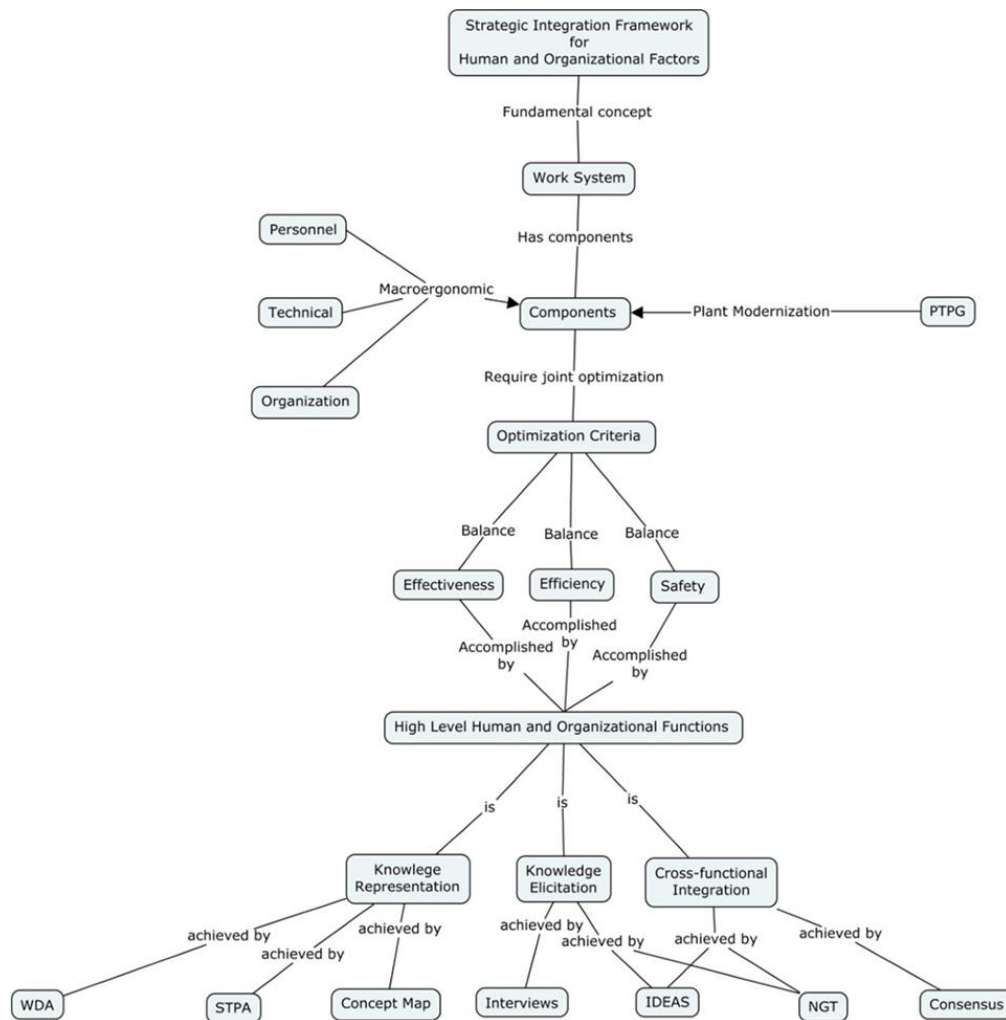 Strategic Integration Framework
for
Human and Organizational Factors
Fundamental concept
Work System
Has components
Personnel
Macroergonomic
Technical
Components
Plant Modernization
PTPG
Organization
Require joint optimization
Optimization Criteria
Balance
Balance
Balance
Effectiveness
Efficiency
Safety
Accomplished
by
Accomplished
by
Accomplished
by
High Level Human and Organizational Functions
is
is
is
Knowlege
Representation
Knowledge
Elicitation
Cross-functional
Integration
achieved by
achieved by
achieved by
achieved by
achieved by
achieved by
achieved by
WDA
STPA
Concept Map
Interviews
IDEAS
NGT
Consensus